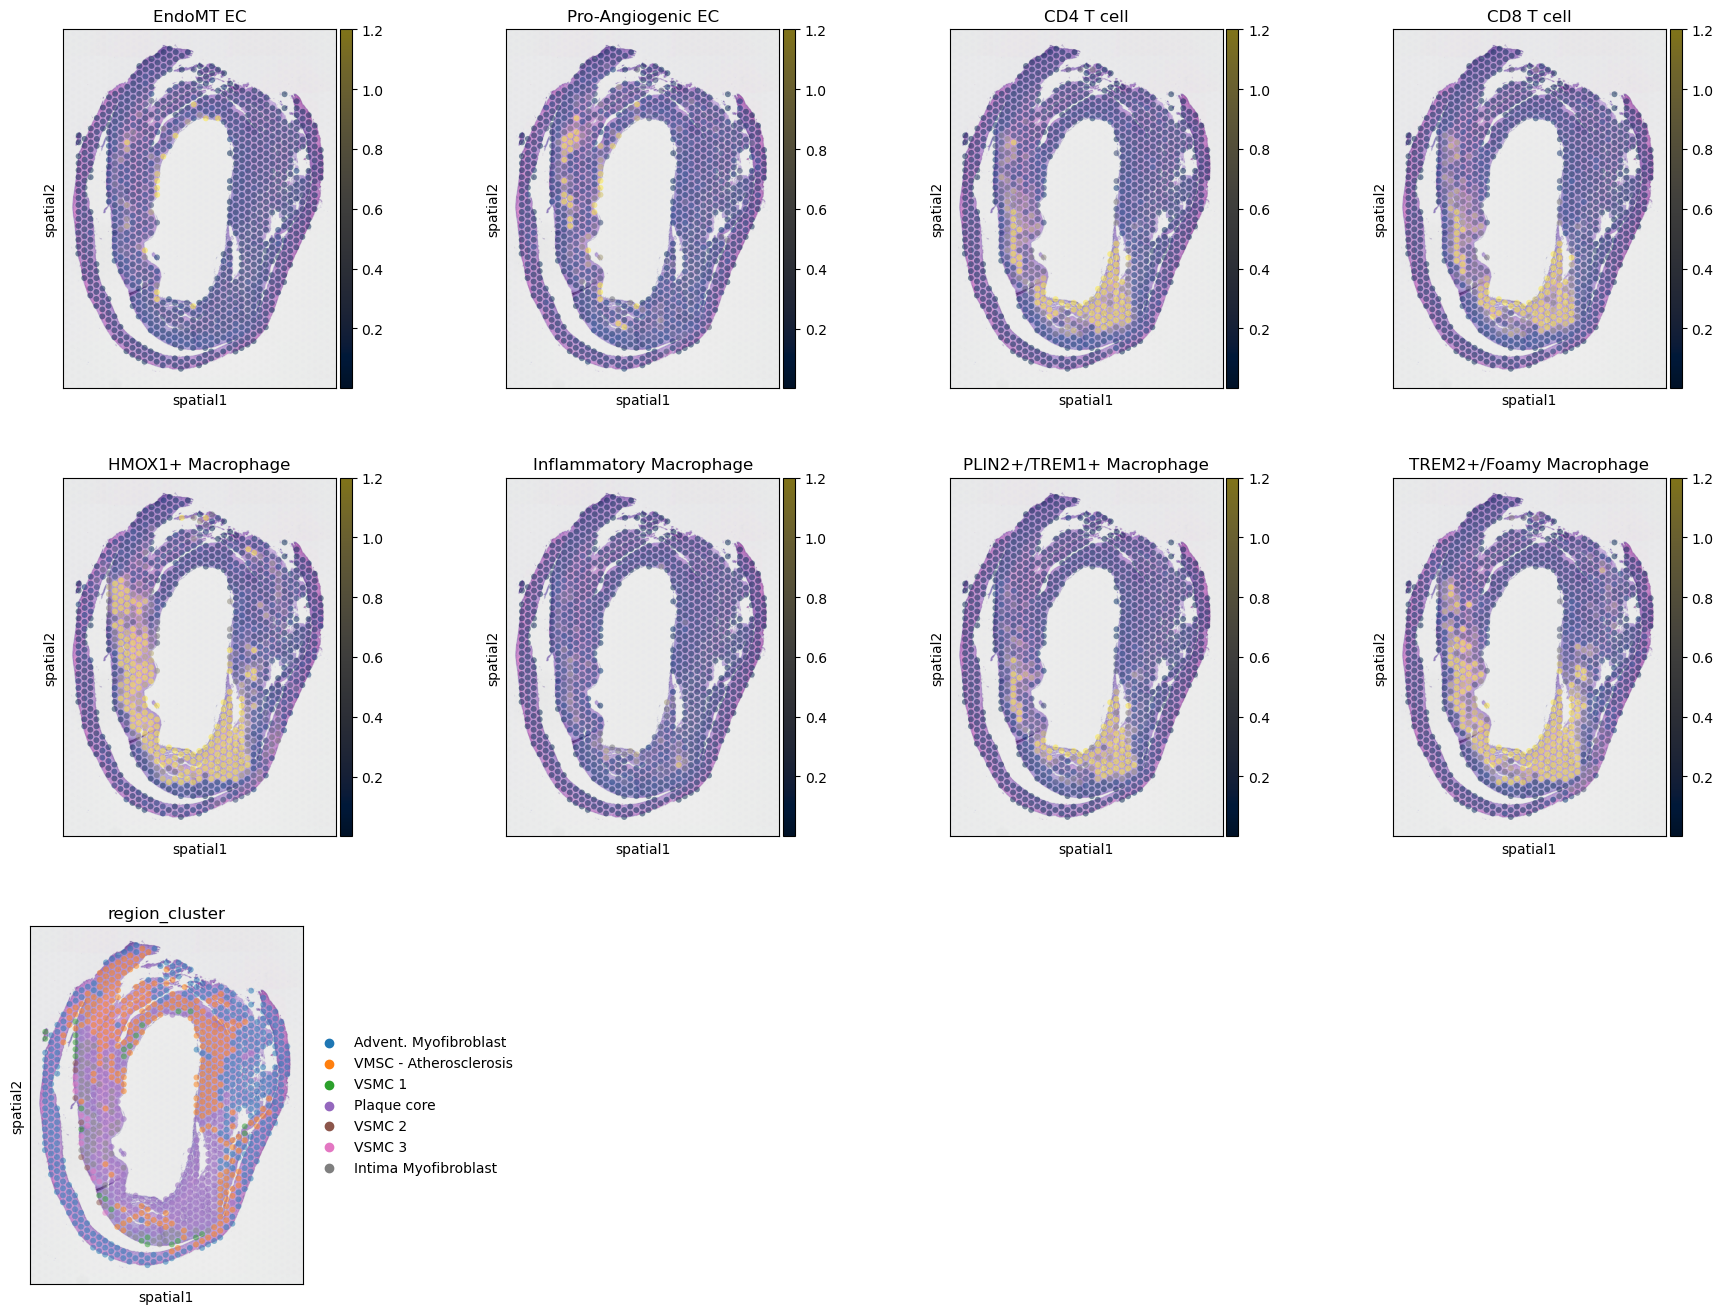 EndoMT EC
Pro-Angiogenic EC
CD4 T cell
CD8 T cell
1.2
1.0
0.8
0.6
0.4
0.2
spatial2
spatial1
1.2
1.0
0.8
0.6
0.4
0.2
spatial2
spatial1
1.2
1.0
0.8
0.6
0.4
0.2
spatial2
spatial1
1.2
1.0
0.8
0.6
0.4
0.2
spatial2
spatial1
HMOX1+ Macrophage
Inflammatory Macrophage
PLIN2+/TREM1+ Macrophage
TREM2+/Foamy Macrophage
1.2
1.0
0.8
0.6
0.4
0.2
spatial2
spatial1
1.2
1.0
0.8
0.6
0.4
0.2
spatial2
spatial1
1.2
1.0
0.8
0.6
0.4
0.2
spatial2
spatial1
1.2
1.0
0.8
0.6
0.4
0.2
spatial2
spatial1
region_cluster
spatial2
spatial1
Advent. Myofibroblast
VMSC - Atherosclerosis
VSMC 1
Plaque core
VSMC 2
VSMC 3
Intima Myofibroblast